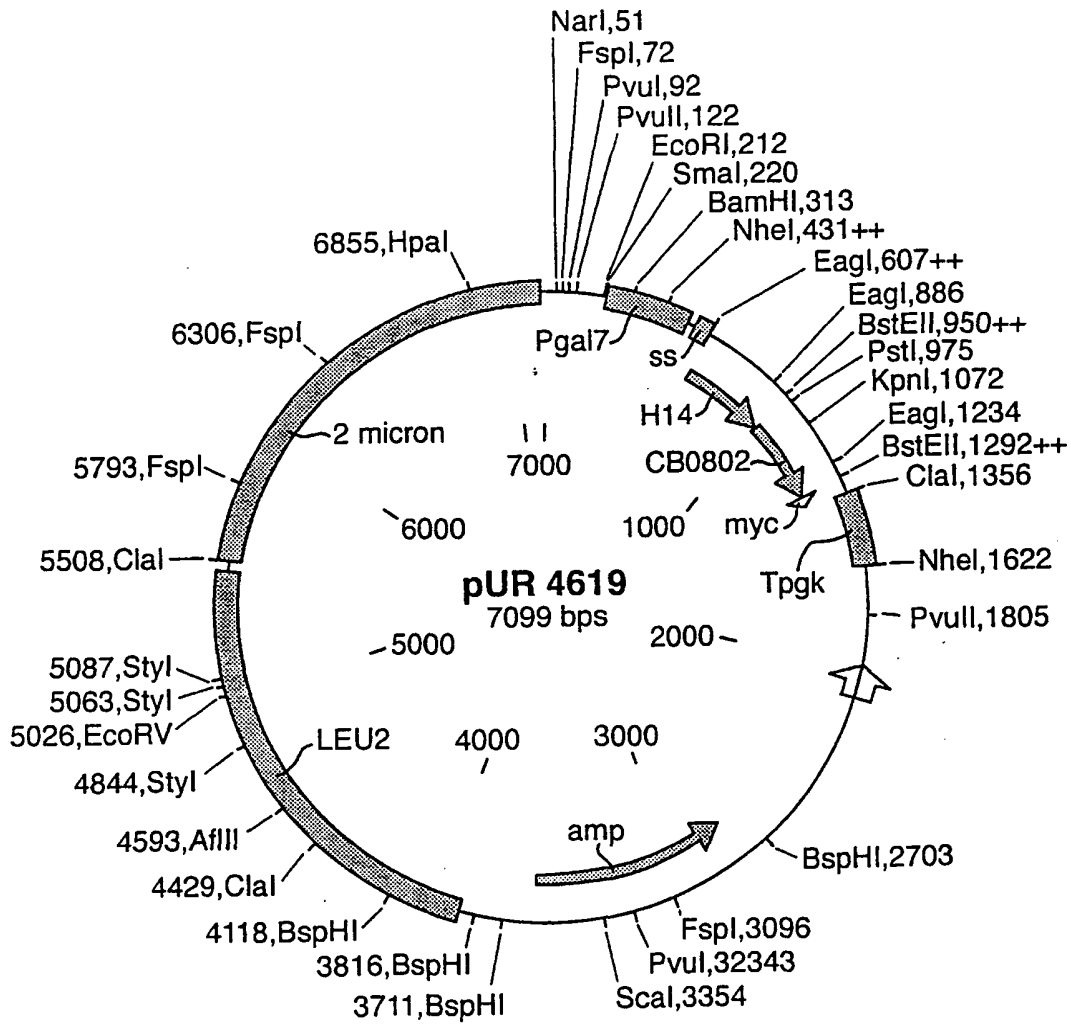 NarI,51
FspI,72
PvuI,92
PvuII,122
EcoRI,212
SmaI,220
BamHI,313
NheI,431++
EagI,607++
EagI,886
BstEII,950++
PstI,975
KpnI,1072
EagI,1234
BstEII,1292++
ClaI,1356
NheI,1622
PvuII,1805
BspHI,2703
FspI,3096
PvuI,32343
ScaI,3354
3711,BspHI
3816,BspHI
4118,BspHI
4429,ClaI
4593,AflII
4844,StyI
5026,EcoRV
5063,StyI
5087,StyI
5508,ClaI
5793,FspI
6306,FspI
6855,HpaI
Pgal7
ss
H14
CB0802
myc
Tpgk
2 micron
LEU2
amp
7000
1000
2000
3000
4000
5000
6000
pUR 4619
7099 bps